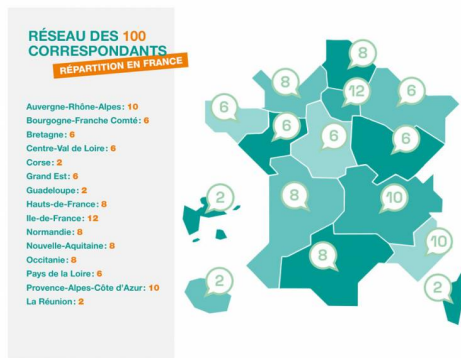 RÉSEAU DES 100
CORRESPONDANTS
RÉPARTITION EN FRANCE
Auvergne-Rhône-Alpes : 10
Bourgogne-Franche Comté : 6
Bretagne : 6
Centre-Val de Loire : 6
Corse : 2
Grand Est : 6
Guadeloupe : 2
Hauts-de-France : 8
Ile-de-France : 12
Normandie : 8
Nouvelle-Aquitaine : 8
Occitanie : 8
Pays de la Loire : 6
Provence-Alpes-Côte d'Azur : 10
La Réunion : 2
8
8
12
6
6
6
6
6
2
8
10
10
8
2
2